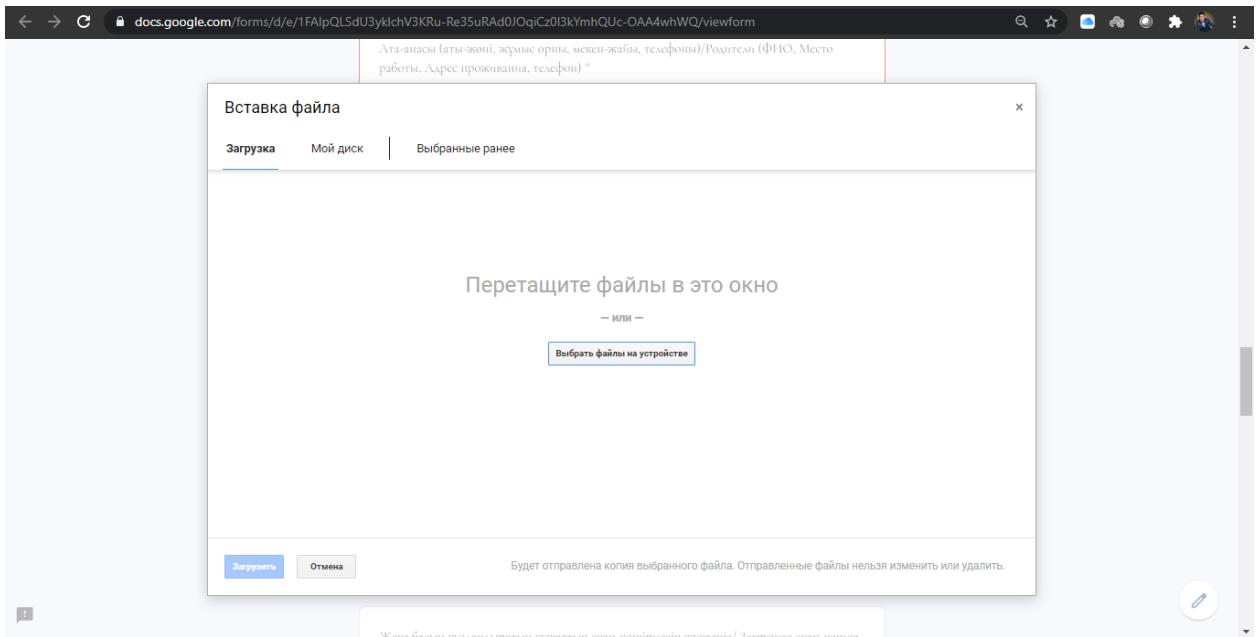 docs.google.com/forms/d/e/1FAIpQLSdU3yklchV3KRu-Re35uRAd0JOqiCz0I3kYmhQUc-OAA4whWQ/viewform
Ата-анасы (аты-жөні, жұмыс орны, мекен-жайы, телефоны)/Родители (ФИО, Место
работы, Адрес проживания, телефон) *
Вставка файла
×
Загрузка Мой диск Выбранные ранее
Перетащите файлы в это окно
— или —
Выбрать файлы на устройстве
Загрузить Отмена Будет отправлена копия выбранного файла. Отправленные файлы нельзя изменить или удалить.